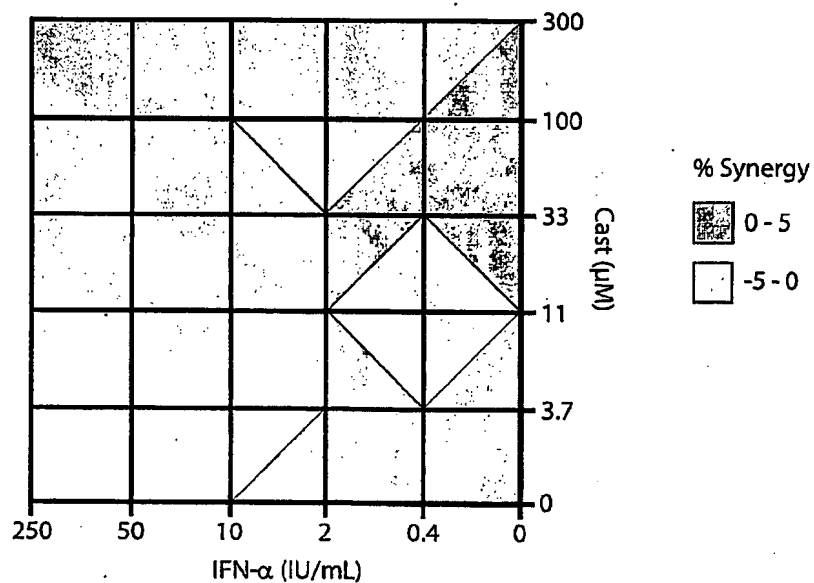 300
100
33
11
3.7
0
Cast (μM)
250 50 10 2 0.4 0
IFN-α (IU/mL)
% Synergy
0 - 5
-5 - 0